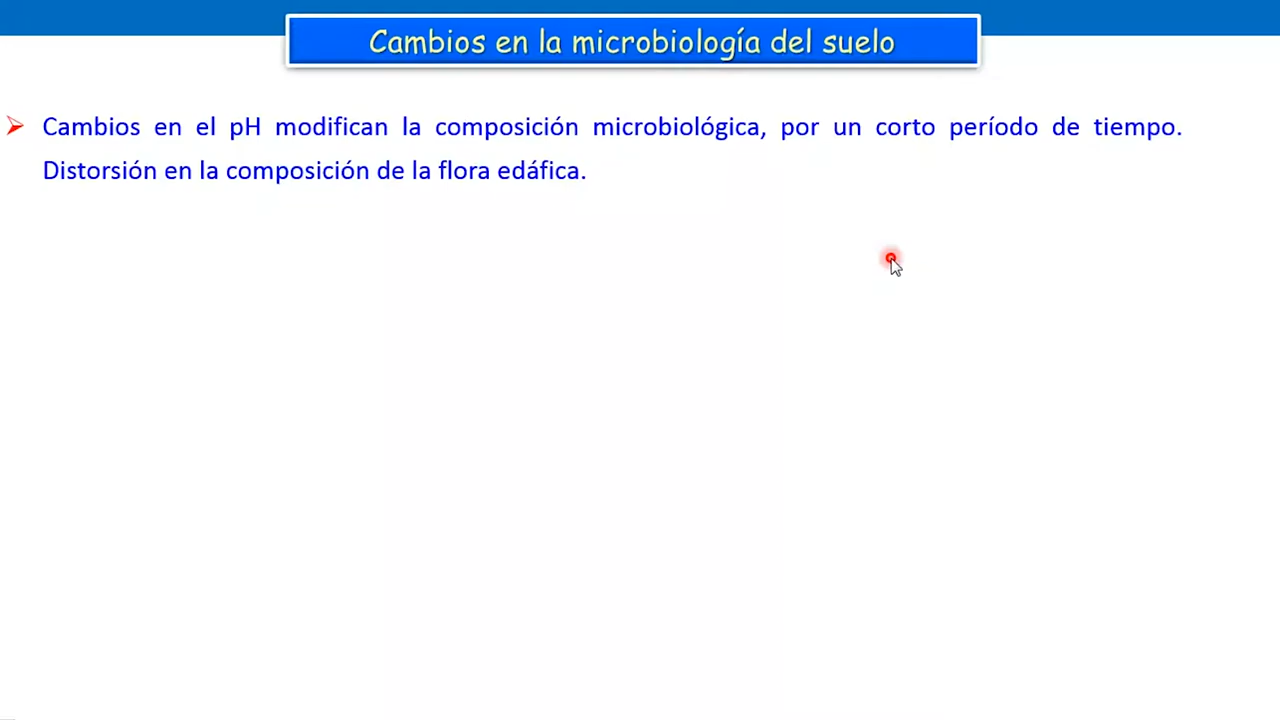 Cambios en la microbiología del suelo
Cambios en el pH modifican la composición microbiológica, por un corto período de tiempo.
Distorsión en la composición de la flora edáfica.